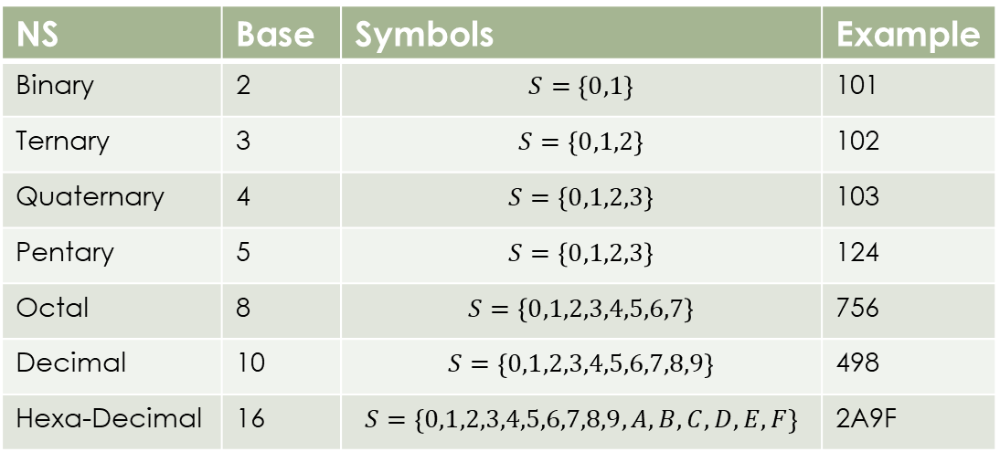 NS Base Symbols Example
Binary 2 S = {0,1} 101
Ternary 3 S = {0,1,2} 102
Quaternary 4 S = {0,1,2,3} 103
Pentary 5 S = {0,1,2,3} 124
Octal 8 S = {0,1,2,3,4,5,6,7} 756
Decimal 10 S = {0,1,2,3,4,5,6,7,8,9} 498
Hexa-Decimal 16 S = {0,1,2,3,4,5,6,7,8,9, A, B, C, D, E, F} 2A9F